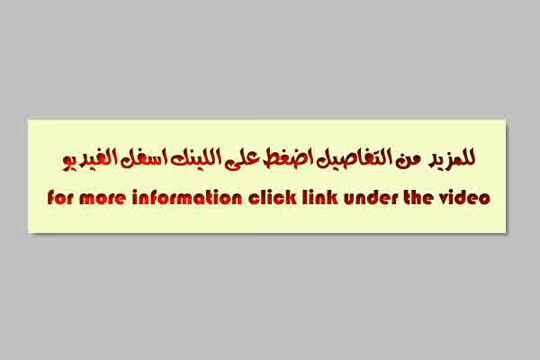 للمزيد من التفاصيل اضغط على اللينك اسفل الفيديو
for more information click link under the video